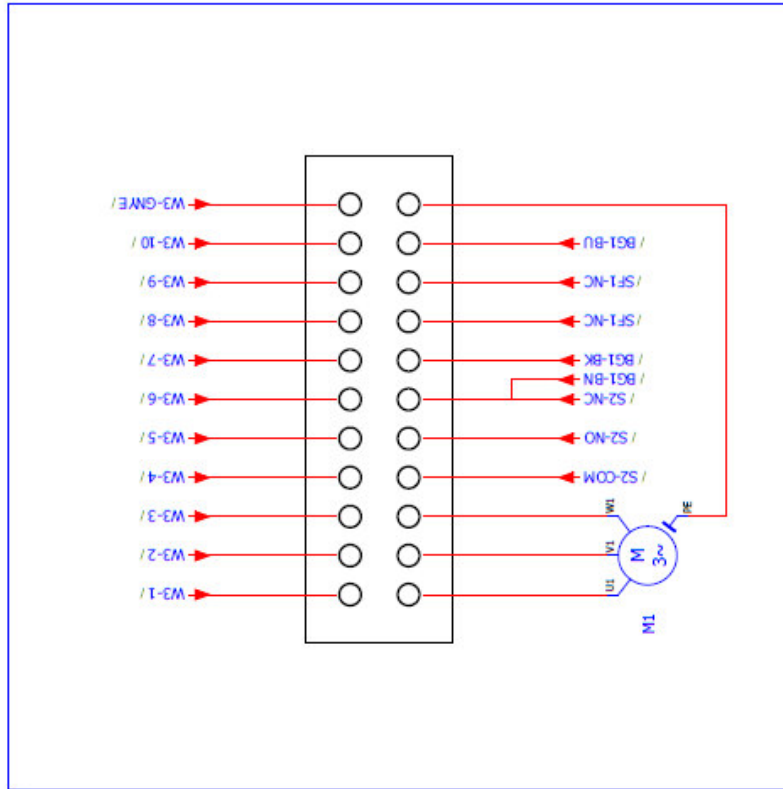 W3-GNYE /
W3-10 /
W3-9 /
W3-8 /
W3-7 /
W3-6 /
W3-5 /
W3-4 /
W3-3 /
W3-2 /
W3-1 /
/ BG1-BU
/ SF1-NC
/ SF1-NC
/ BG1-BK
/ BG1-BN
/ S2-NC
/ S2-NO
/ S2-COM
W1
PE
V1
M
3~
U1
M1